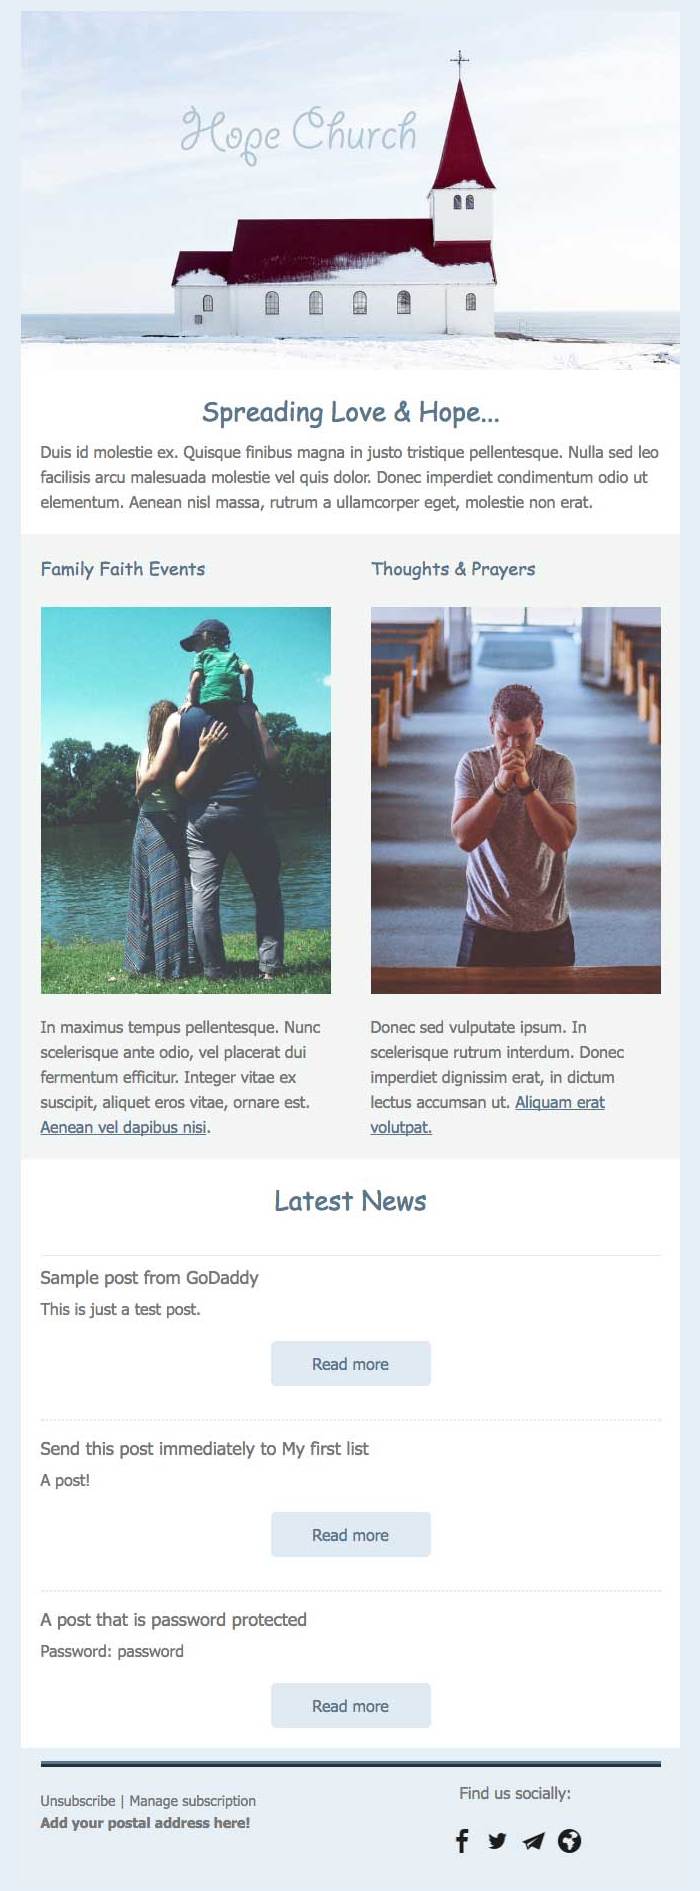 Hope Church
Spreading Love & Hope...
Duis id molestie ex. Quisque finibus magna in justo tristique pellentesque. Nulla sed leo
facilisis arcu malesuada molestie vel quis dolor. Donec imperdiet condimentum odio ut
elementum. Aenean nisl massa, rutrum a ullamcorper eget, molestie non erat.
Family Faith Events
In maximus tempus pellentesque. Nunc
scelerisque ante odio, vel placerat dui
fermentum efficitur. Integer vitae ex
suscipit, aliquet eros vitae, ornare est.
Aenean vel dapibus nisi.
Thoughts & Prayers
Donec sed vulputate ipsum. In
scelerisque rutrum interdum. Donec
imperdiet dignissim erat, in dictum
lectus accumsan ut. Aliquam erat
volutpat.
Latest News
Sample post from GoDaddy
This is just a test post.
Read more
Send this post immediately to My first list
A post!
Read more
A post that is password protected
Password: password
Read more
Unsubscribe | Manage subscription
Add your postal address here!
Find us socially: